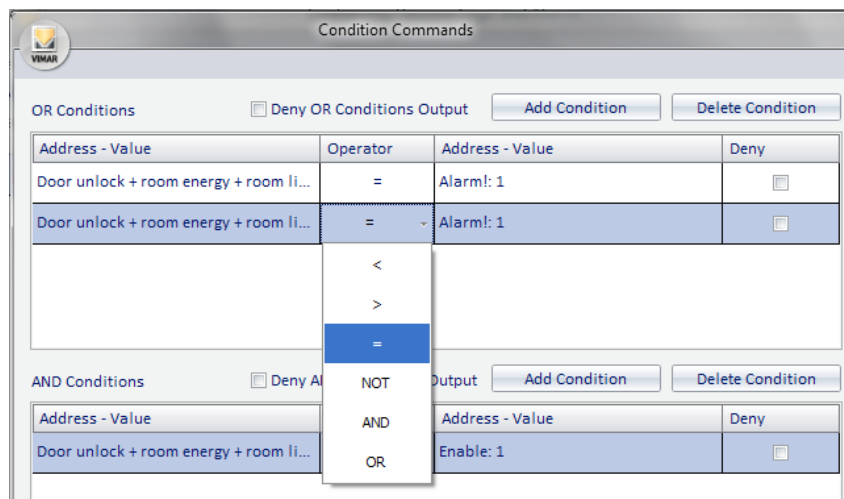 Condition Commands
VIMAR
OR Conditions Deny OR Conditions Output Add Condition Delete Condition
Address - Value Operator Address - Value Deny
Door unlock + room energy + room li... = Alarm!: 1
Door unlock + room energy + room li... = Alarm!: 1
<
>
=
AND Conditions Deny Output Add Condition Delete Condition
NOT
Address - Value Address - Value Deny
AND
Door unlock + room energy + room li... Enable: 1
OR